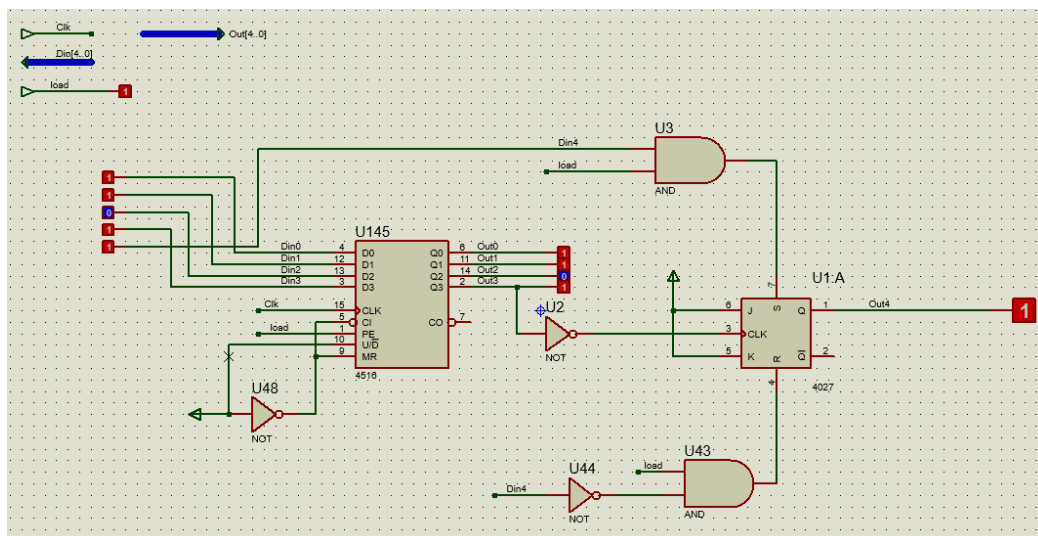 Clk
Out[4..0]
Din[4..0]
load
1
U3
Din4
load
AND
1
1
0
1
1
U145
Din0
Din1
Din2
Din3
4
12
13
3
D0
D1
D2
D3
Q0
Q1
Q2
Q3
6
11
14
2
Out0
Out1
Out2
Out3
1
1
0
1
Clk
load
15
5
1
10
9
CLK
CI
PE
U/D
MR
CO
7
4516
U2
NOT
U1:A
7
S
6
J
3
CLK
5
K
Q
1
Q
2
R
4
4027
Out4
1
U48
NOT
U43
load
AND
U44
Din4
NOT